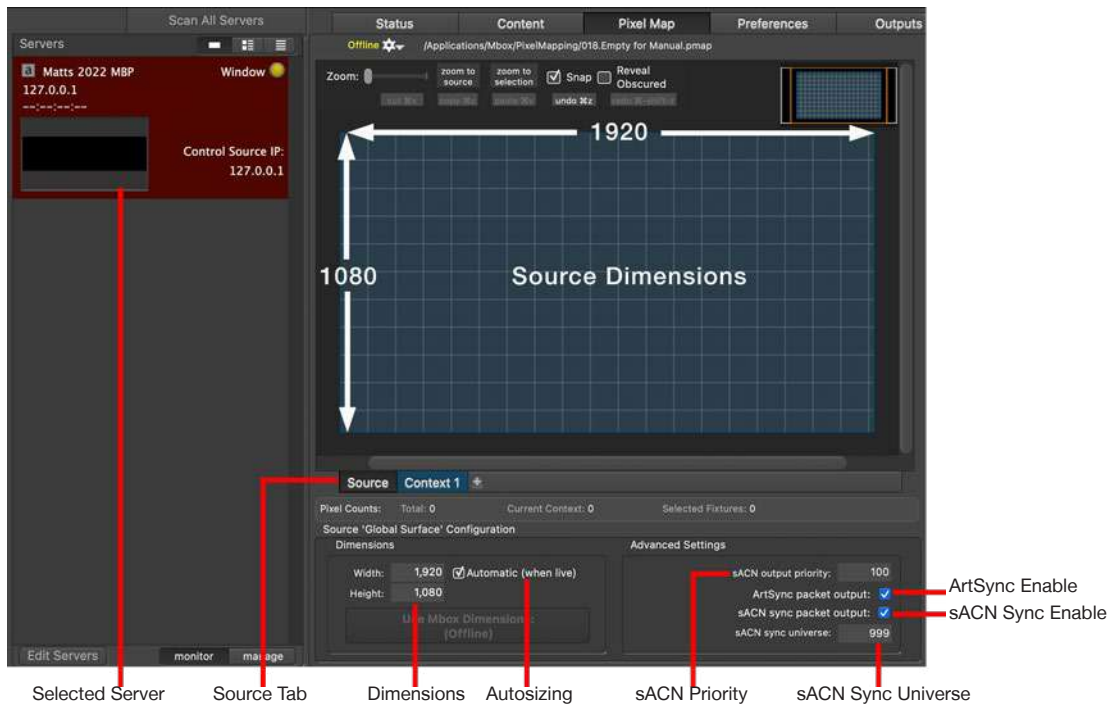 Scan All Servers
Status Content Pixel Map Preferences Outputs
Servers
Offline /Applications/Mbox/PixelMapping/018.Empty for Manual.pmap
Matts 2022 MBP Window
127.0.0.1
--:--:--:--
Control Source IP:
127.0.0.1
Zoom: zoom to source zoom to selection Snap Reveal Obscured
cut ⌘x copy ⌘c paste ⌘v undo ⌘z
1920
1080
Source Dimensions
Source Context 1 +
Pixel Counts: Total: 0 Current Context: 0 Selected Fixtures: 0
Source 'Global Surface' Configuration
Dimensions
Width: 1,920 Automatic (when live)
Height: 1,080
Use Mbox Dimensions
(Offline)
Advanced Settings
sACN output priority: 100
ArtSync packet output:
sACN sync packet output:
sACN sync universe: 999
ArtSync Enable
sACN Sync Enable
Edit Servers monitor manage
Selected Server Source Tab Dimensions Autosizing sACN Priority sACN Sync Universe